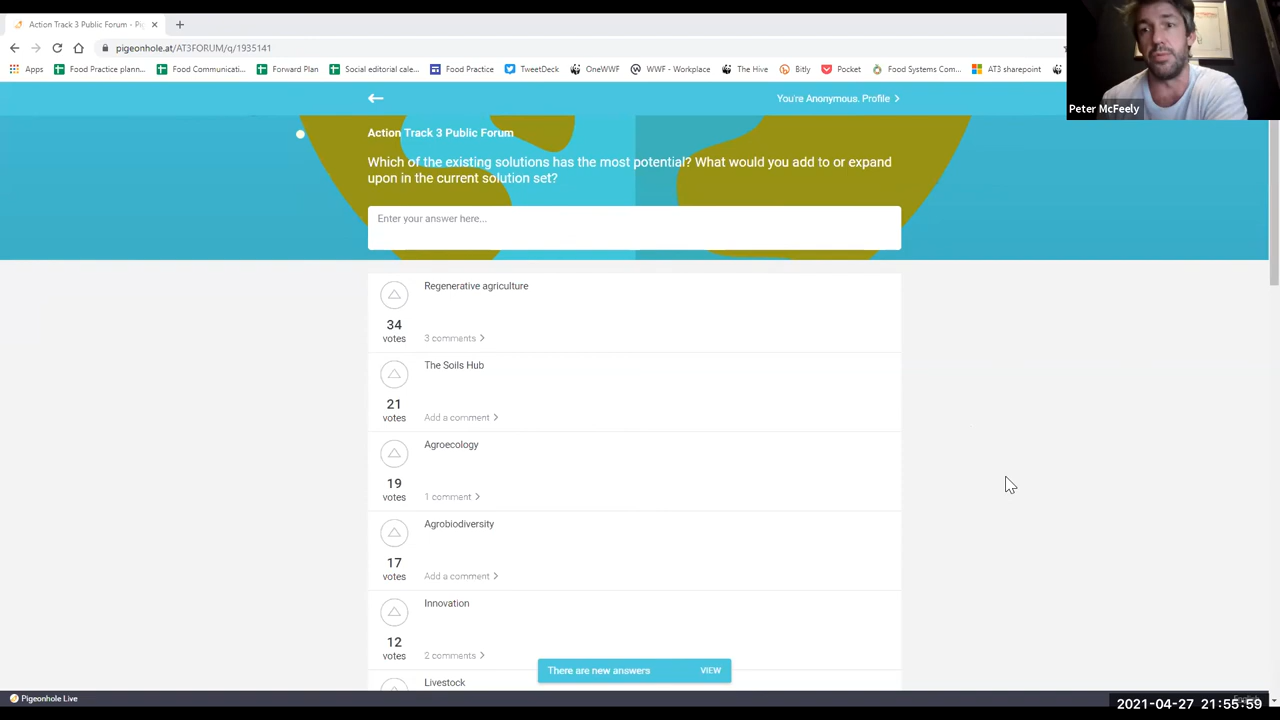 Action Track 3 Public Forum - Pi
pigeonhole.at/AT3FORUM/q/1935141
Apps
Food Practice plann...
Food Communicati...
Forward Plan
Social editorial cale...
Food Practice
TweetDeck
OneWWF
WWF - Workplace
The Hive
Bitly
Pocket
Food Systems Com...
AT3 sharepoint
Peter McFeely
You're Anonymous. Profile
Action Track 3 Public Forum
Which of the existing solutions has the most potential? What would you add to or expand
upon in the current solution set?
Enter your answer here...
Regenerative agriculture
34
votes
3 comments
The Soils Hub
21
votes
Add a comment
Agroecology
19
votes
1 comment
Agrobiodiversity
17
votes
Add a comment
Innovation
12
votes
2 comments
Livestock
There are new answers
VIEW
Pigeonhole Live
2021-04-27 21:55:59